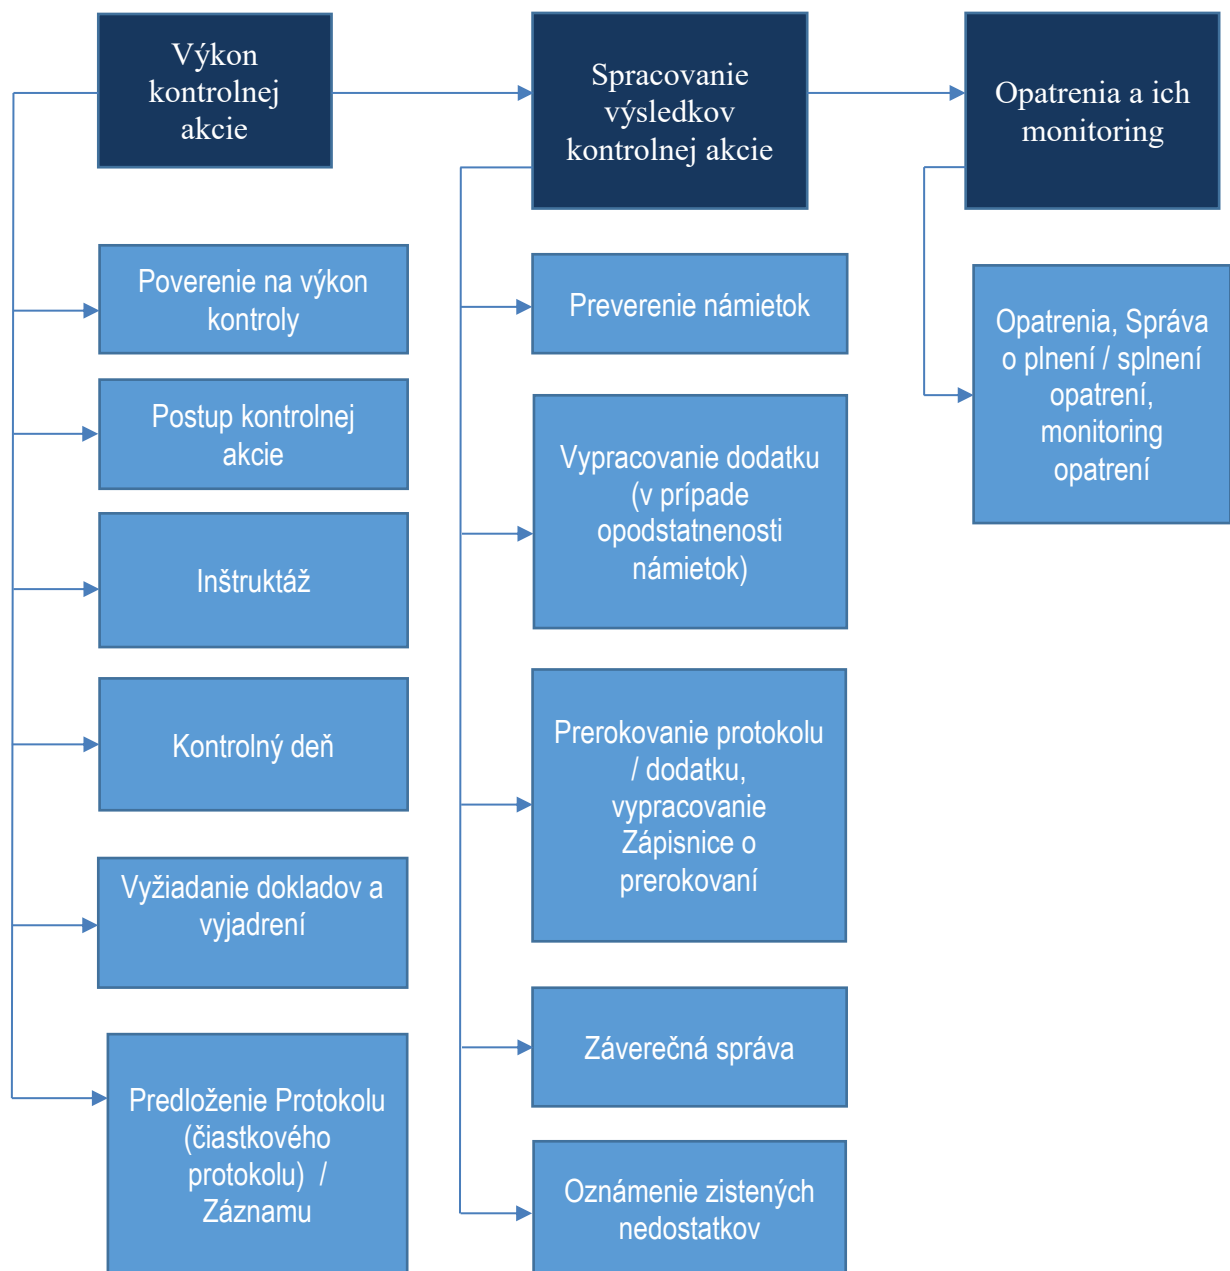 Výkon
kontrolnej
akcie
Spracovanie
výsledkov
kontrolnej akcie
Opatrenia a ich
monitoring
Poverenie na výkon
kontroly
Postup kontrolnej
akcie
Inštruktáž
Kontrolný deň
Vyžiadanie dokladov a
vyjadrení
Predloženie Protokolu
(čiastkového
protokolu)  /
Záznamu
Preverenie námietok
Vypracovanie dodatku
(v prípade
opodstatnenosti
námietok)
Prerokovanie protokolu
/ dodatku,
vypracovanie
Zápisnice o
prerokovaní
Záverečná správa
Oznámenie zistených
nedostatkov
Opatrenia, Správa
o plnení / splnení
opatrení,
monitoring
opatrení